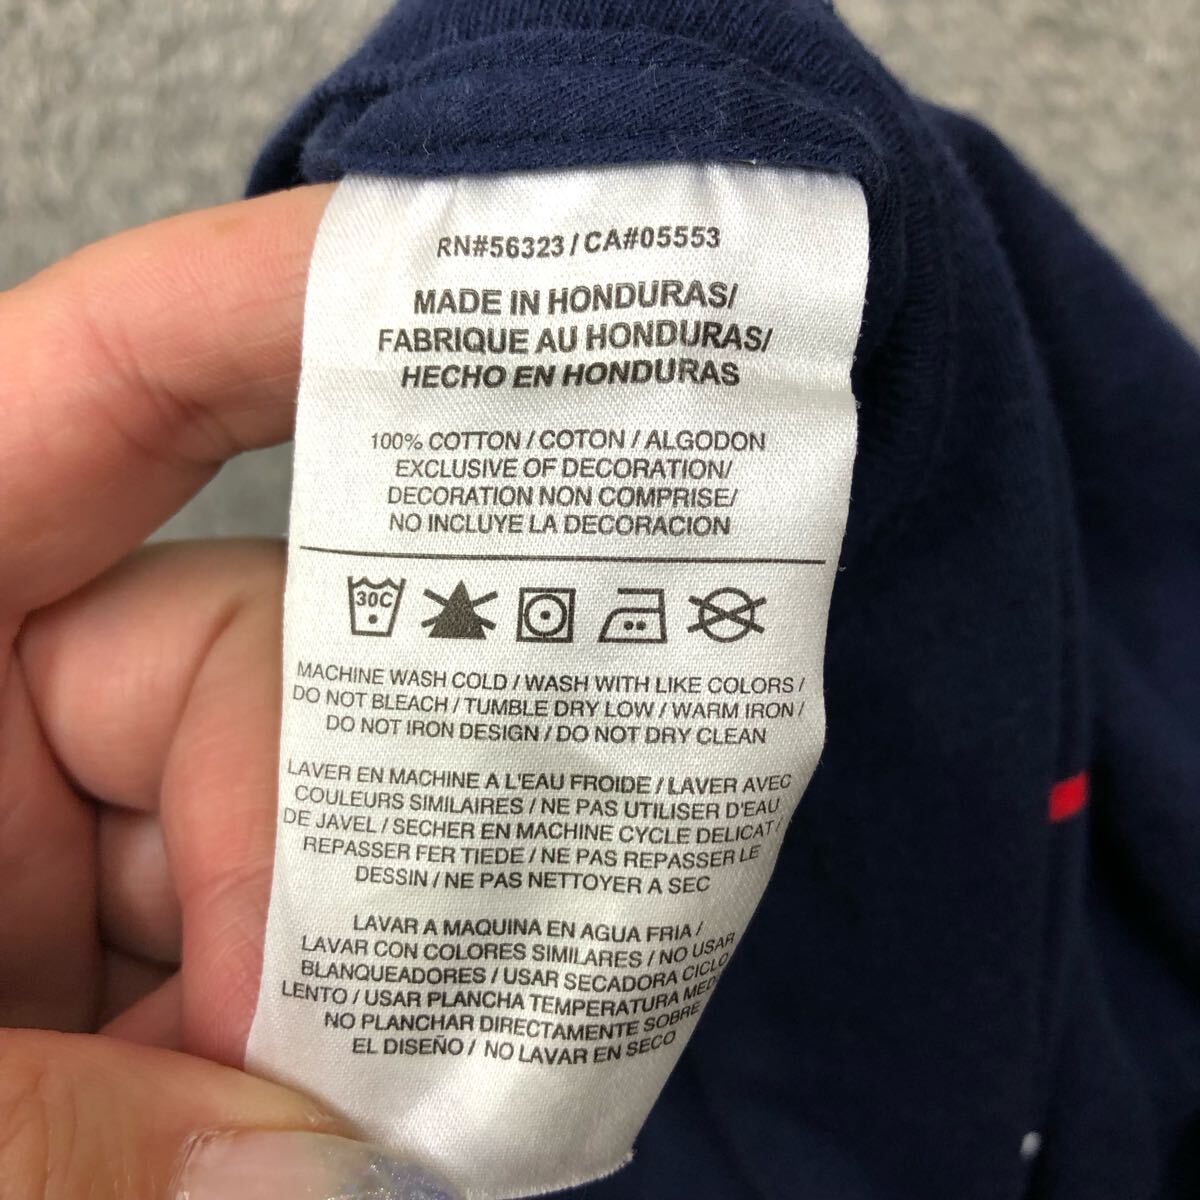 RN#56323 / CA#05553
MADE IN HONDURAS/
FABRIQUE AU HONDURAS/
HECHO EN HONDURAS
100% COTTON / COTON / ALGODON
EXCLUSIVE OF DECORATION/
DECORATION NON COMPRISE/
NO INCLUYE LA DECORACION
30C
MACHINE WASH COLD / WASH WITH LIKE COLORS /
DO NOT BLEACH / TUMBLE DRY LOW / WARM IRON /
DO NOT IRON DESIGN / DO NOT DRY CLEAN
LAVER EN MACHINE A L'EAU FROIDE / LAVER AVEC
COULEURS SIMILAIRES / NE PAS UTILISER D'EAU
DE JAVEL / SECHER EN MACHINE CYCLE DELICAT /
REPASSER FER TIEDE / NE PAS REPASSER LE
DESSIN / NE PAS NETTOYER A SEC
LAVAR A MAQUINA EN AGUA FRIA /
LAVAR CON COLORES SIMILARES / NO USAR
BLANQUEADORES / USAR SECADORA CICLO
LENTO / USAR PLANCHA TEMPERATURA
NO PLANCHAR DIRECTAMENTE SOBRE
EL DISEÑO / NO LAVAR EN SECO